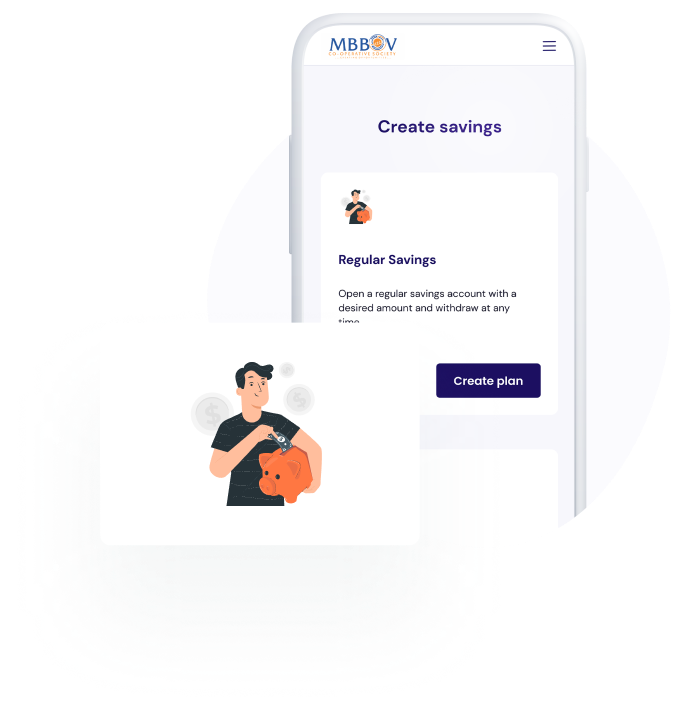 MBBOV
CO-OPERATIVE SOCIETY
Create savings
Regular Savings
Open a regular savings account with a
desired amount and withdraw at any
time
Create plan